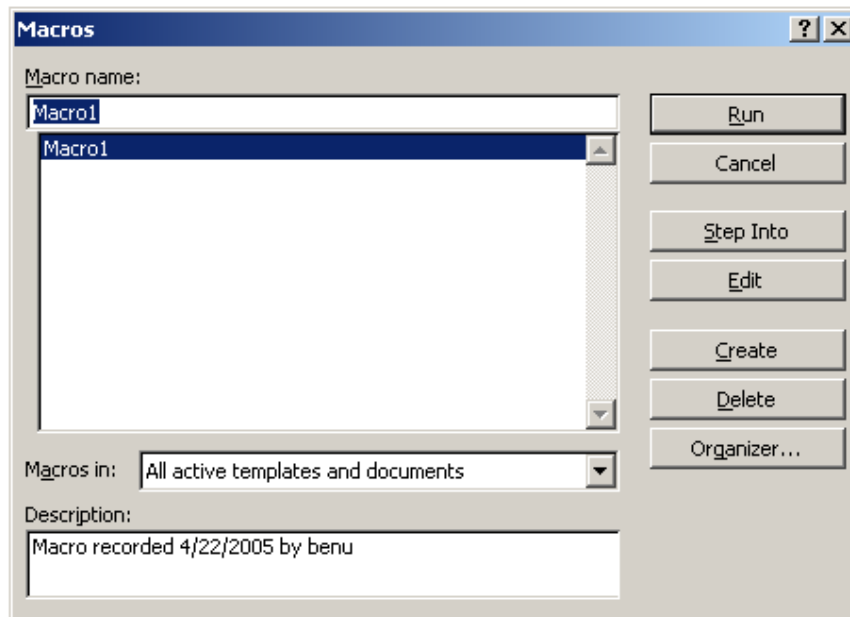 Macros
Macro name:
Macro1
Macro1
Run
Cancel
Step Into
Edit
Create
Delete
Organizer...
Macros in: All active templates and documents
Description:
Macro recorded 4/22/2005 by benu